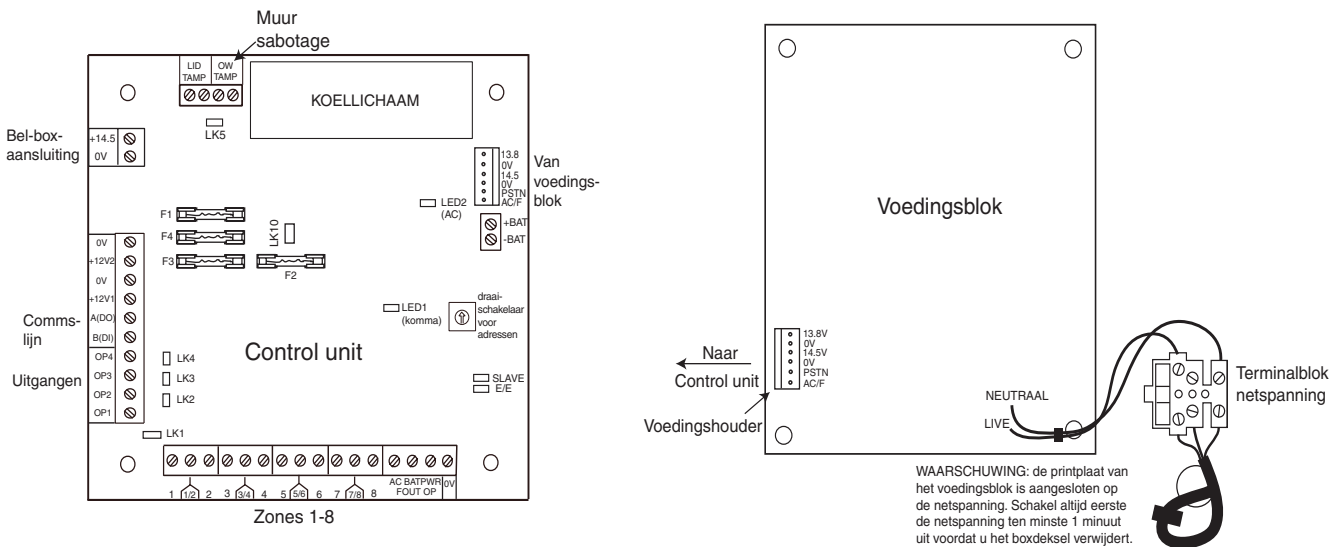 Muur
sabotage
LID
TAMP
OW
TAMP
KOELLICHAAM
LK5
Bel-box-
aansluiting
+14.5
0V
13.8
0V
14.5
0V
PSTN
AC/F
Van
voedings-
blok
LED2
(AC)
+BAT
-BAT
F1
F4
F3
LK10
F2
0V
+12V2
0V
+12V1
A(DO)
B(DI)
OP4
OP3
OP2
OP1
Comms-
lijn
Uitgangen
LED1
(komma)
draai-
schakelaar
voor
adressen
Control unit
LK4
LK3
LK2
LK1
SLAVE
E/E
1 1/2 2 3 3/4 4 5 5/6 6 7 7/8 8
AC BATPWR
FOUT OP
0V
Zones 1-8
Voedingsblok
13.8V
0V
14.5V
0V
PSTN
AC/F
Naar
Control unit
Voedingshouder
NEUTRAAL
LIVE
Terminalblok
netspanning
WAARSCHUWING: de printplaat van
het voedingsblok is aangesloten op
de netspanning. Schakel altijd eerste
de netspanning ten minste 1 minuut
uit voordat u het boxdeksel verwijdert.